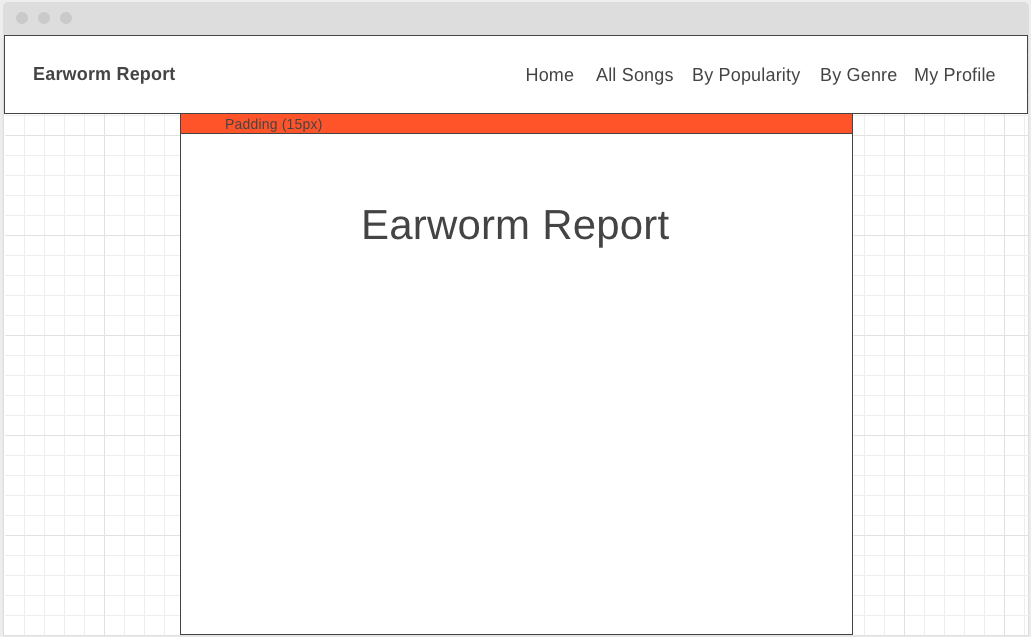 Earworm Report Home All Songs By Popularity By Genre My Profile
Padding (15px)
Earworm Report